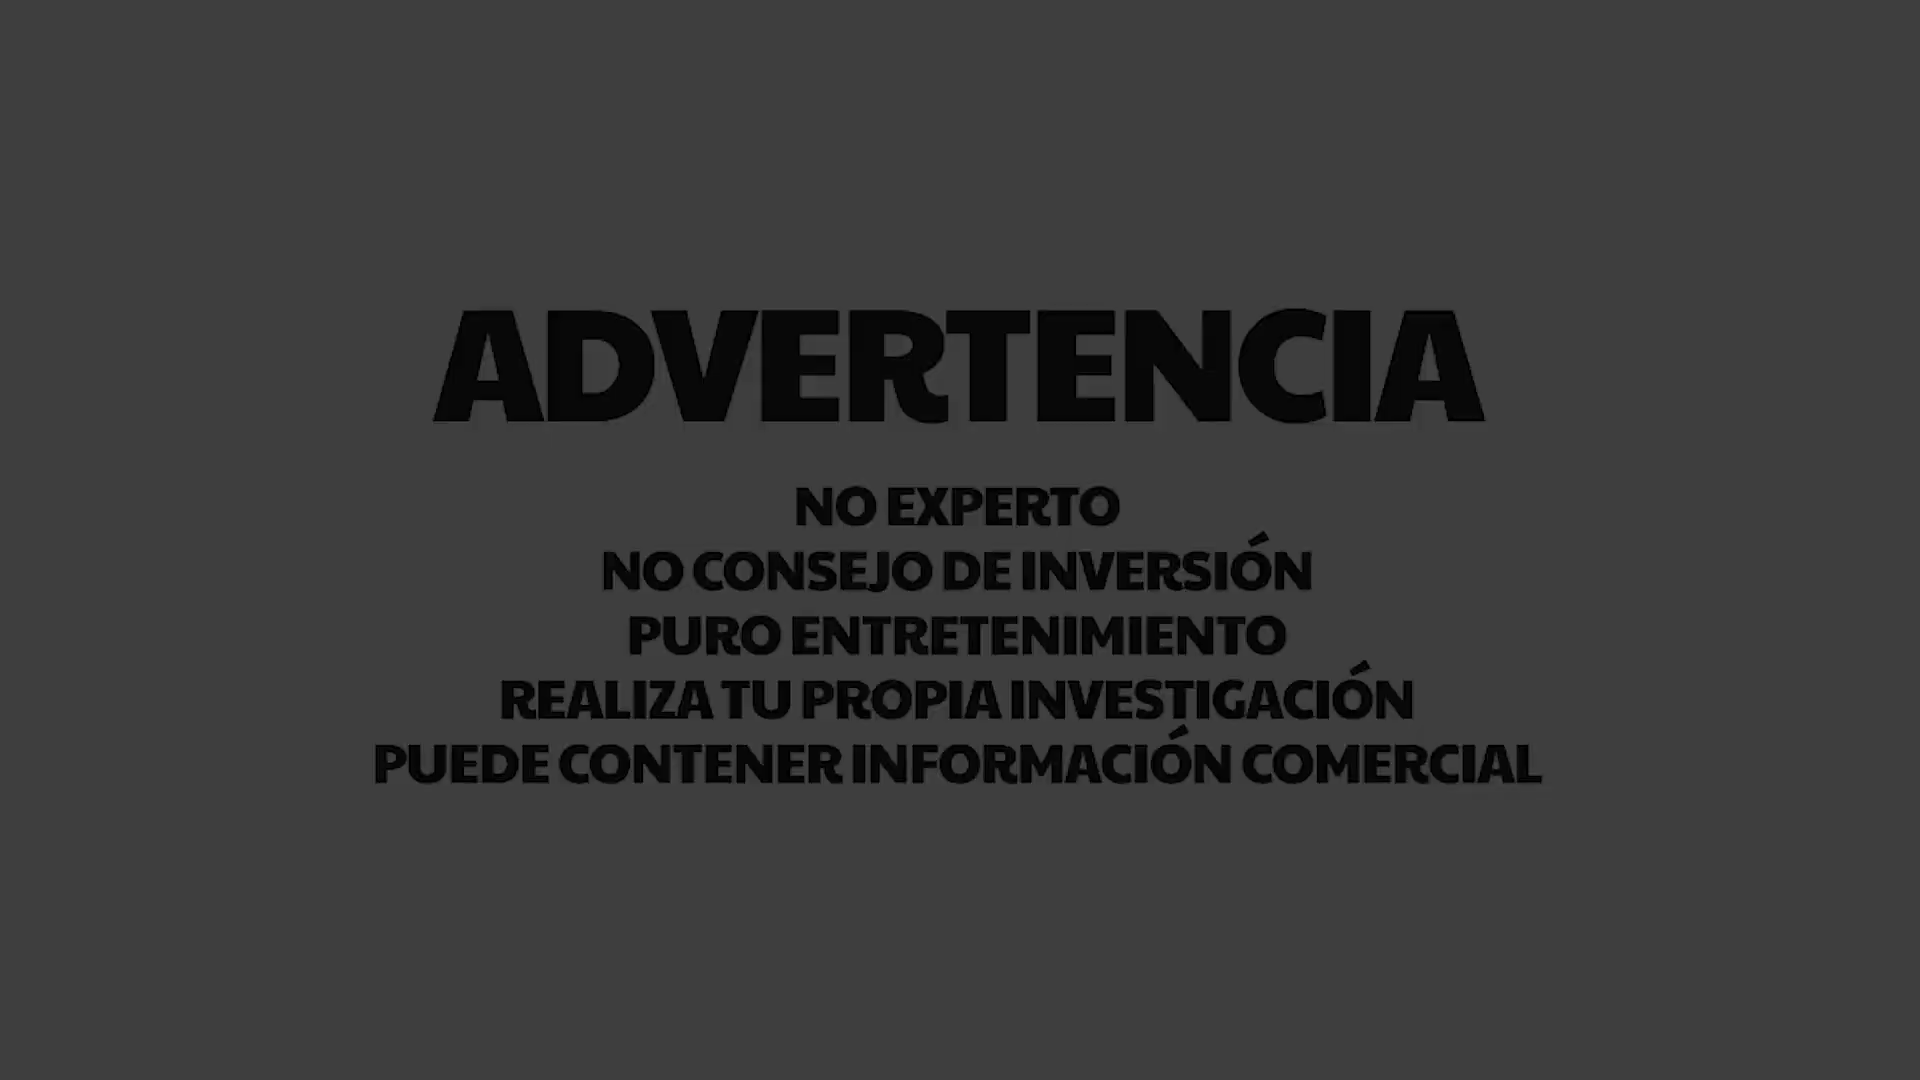 ADVERTENCIA
NO EXPERTO
NO CONSEJO DE INVERSIÓN
PURO ENTRETENIMIENTO
REALIZA TU PROPIA INVESTIGACIÓN
PUEDE CONTENER INFORMACIÓN COMERCIAL